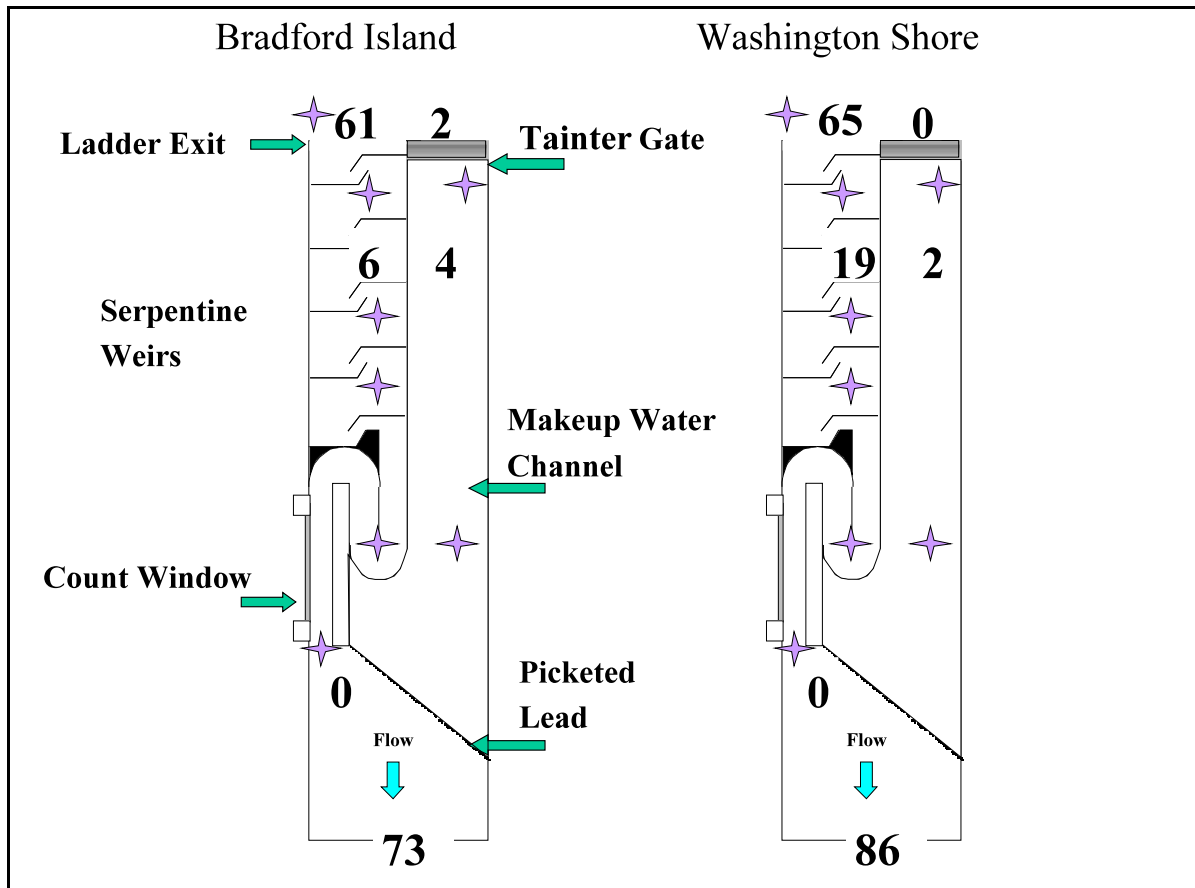 Bradford Island
Washington Shore
61 2
65 0
Ladder Exit
Tainter Gate
6 4
19 2
Serpentine
Weirs
Makeup Water
Channel
Count Window
Picketed
Lead
0
0
Flow
Flow
73
86